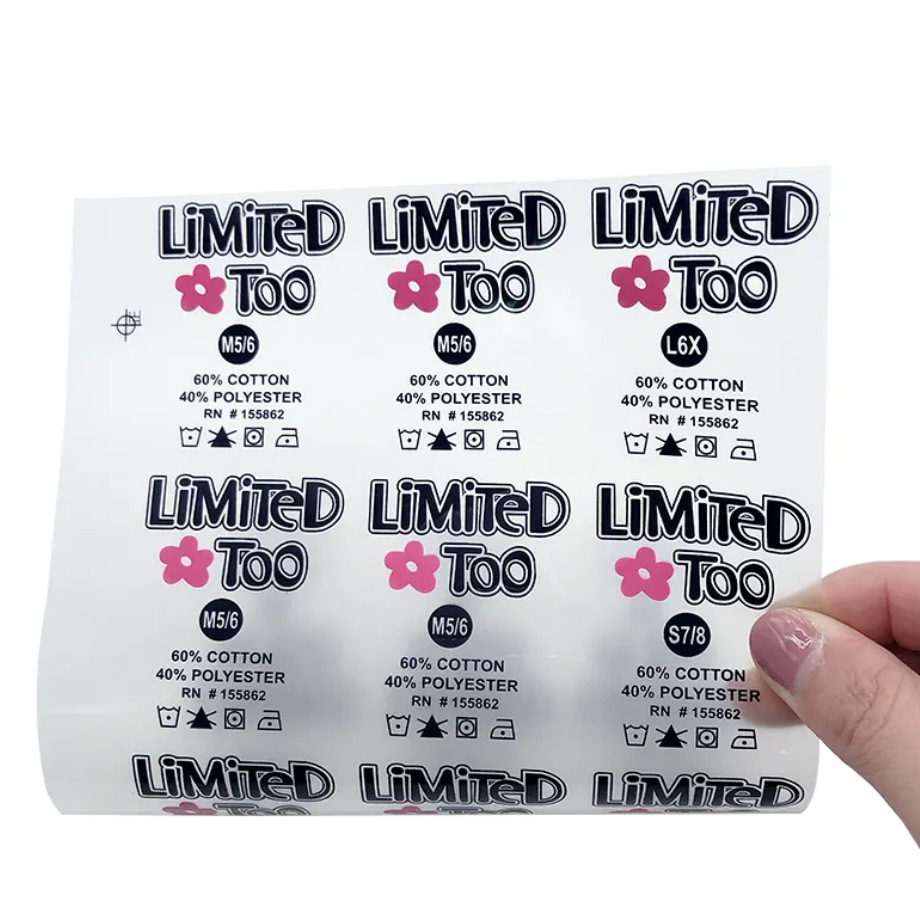 LiMiTeD
Too
M5/6
60% COTTON
40% POLYESTER
RN # 155862
LiMiTeD
Too
M5/6
60% COTTON
40% POLYESTER
RN # 155862
LiMiTeD
Too
L6X
60% COTTON
40% POLYESTER
RN # 155862
LiMiTeD
Too
M5/6
60% COTTON
40% POLYESTER
RN # 155862
LiMiTeD
Too
M5/6
60% COTTON
40% POLYESTER
RN # 155862
LiMiTeD
Too
S7/8
60% COTTON
40% POLYESTER
RN # 155862
LiMiTeD
Too
LiMiTeD
Too
LiMiTeD
Too